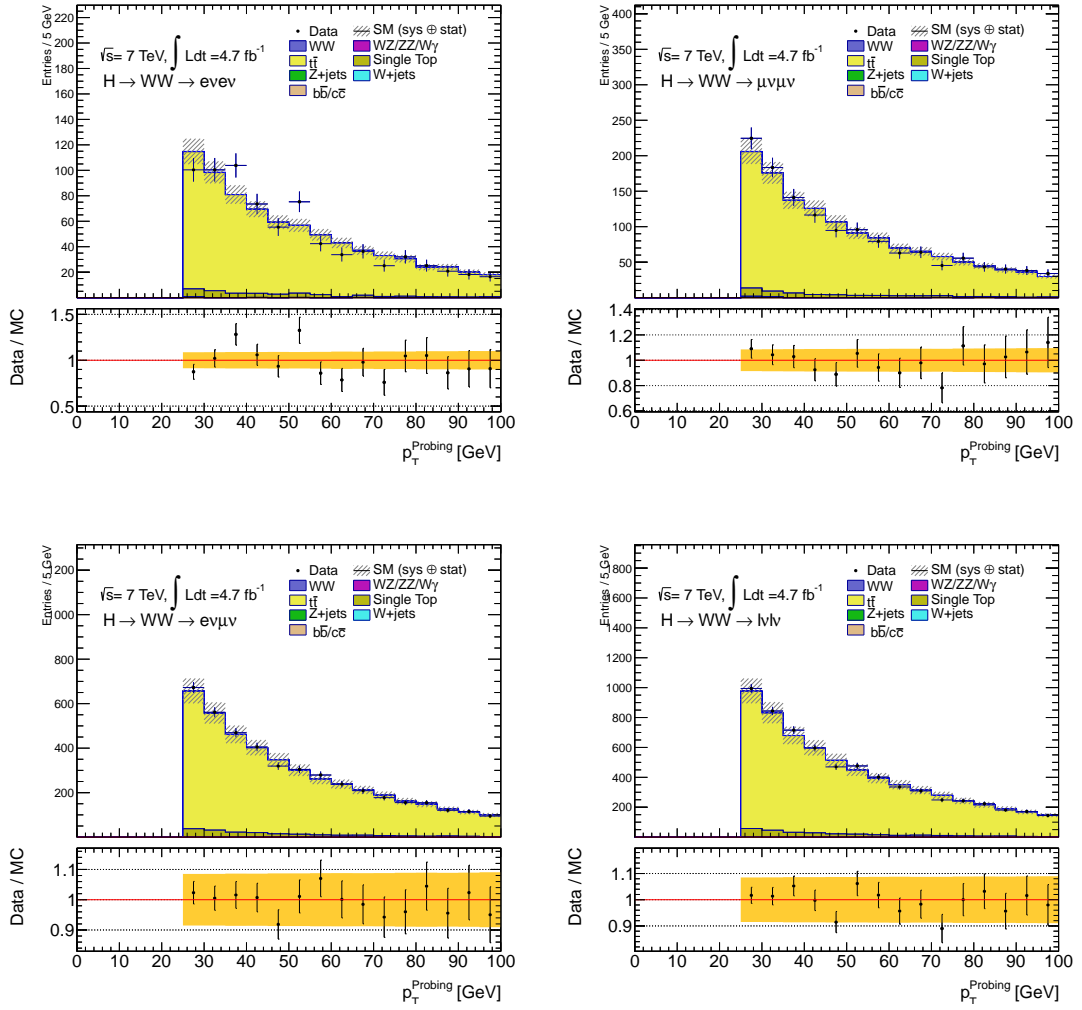 Entries / 5 GeV
220
200
180
160
140
120
100
80
60
40
20
√s= 7 TeV, ∫ Ldt =4.7 fb⁻¹
H → WW → eνeν
Data
SM (sys ⊕ stat)
WW
WZ/ZZ/Wγ
tt̄
Single Top
Z+jets
W+jets
bb̄/cc̄
Data / MC
1.5
1
0.5
0 10 20 30 40 50 60 70 80 90 100
p_T^Probing [GeV]
Entries / 5 GeV
400
350
300
250
200
150
100
50
√s= 7 TeV, ∫ Ldt =4.7 fb⁻¹
H → WW → μνμν
Data
SM (sys ⊕ stat)
WW
WZ/ZZ/Wγ
tt̄
Single Top
Z+jets
W+jets
bb̄/cc̄
Data / MC
1.4
1.2
1
0.8
0.6
0 10 20 30 40 50 60 70 80 90 100
p_T^Probing [GeV]
Entries / 5 GeV
1200
1000
800
600
400
200
√s= 7 TeV, ∫ Ldt =4.7 fb⁻¹
H → WW → eνμν
Data
SM (sys ⊕ stat)
WW
WZ/ZZ/Wγ
tt̄
Single Top
Z+jets
W+jets
bb̄/cc̄
Data / MC
1.1
1
0.9
0 10 20 30 40 50 60 70 80 90 100
p_T^Probing [GeV]
Entries / 5 GeV
1800
1600
1400
1200
1000
800
600
400
200
√s= 7 TeV, ∫ Ldt =4.7 fb⁻¹
H → WW → lνlν
Data
SM (sys ⊕ stat)
WW
WZ/ZZ/Wγ
tt̄
Single Top
Z+jets
W+jets
bb̄/cc̄
Data / MC
1.1
1
0.9
0 10 20 30 40 50 60 70 80 90 100
p_T^Probing [GeV]